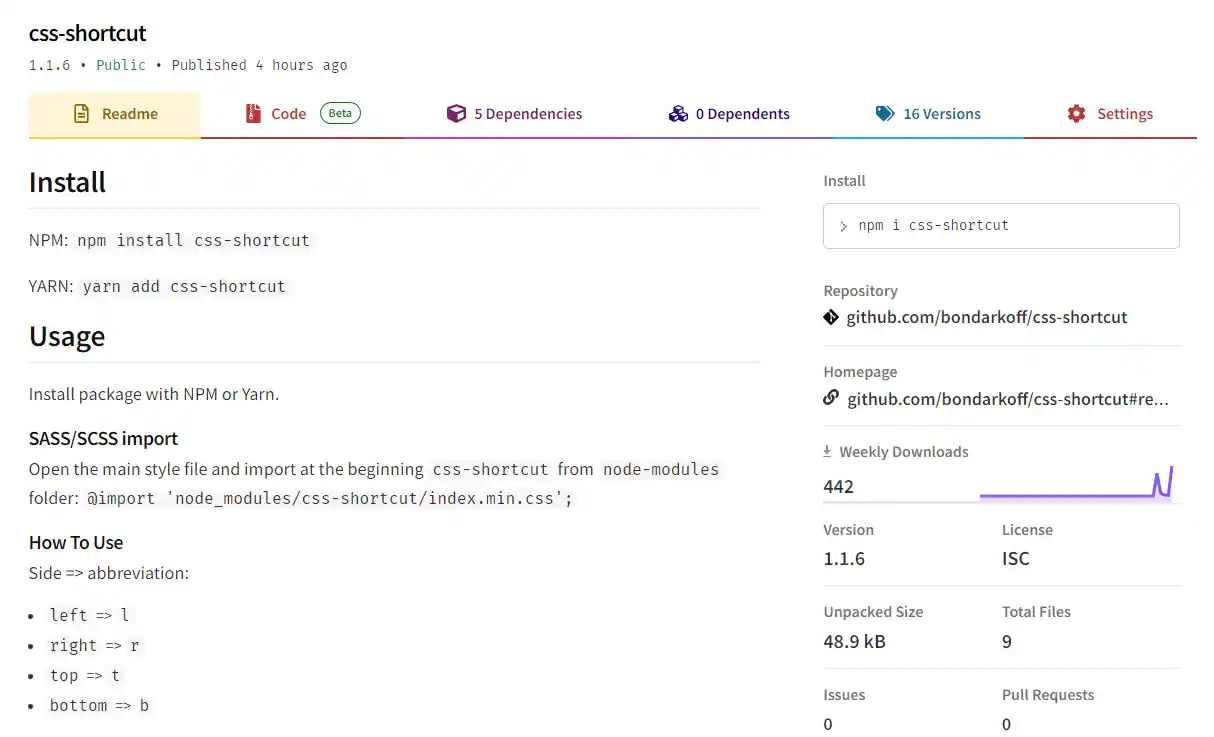 css-shortcut
1.1.6 • Public • Published 4 hours ago
Readme
Code Beta
5 Dependencies
0 Dependents
16 Versions
Settings
Install
NPM: npm install css-shortcut
YARN: yarn add css-shortcut
Usage
Install package with NPM or Yarn.
SASS/SCSS import
Open the main style file and import at the beginning css-shortcut from node-modules
folder: @import 'node_modules/css-shortcut/index.min.css';
How To Use
Side => abbreviation:
• left => l
• right => r
• top => t
• bottom => b
Install
> npm i css-shortcut
Repository
github.com/bondarkoff/css-shortcut
Homepage
github.com/bondarkoff/css-shortcut#re...
Weekly Downloads
442
Version
1.1.6
License
ISC
Unpacked Size
48.9 kB
Total Files
9
Issues
0
Pull Requests
0